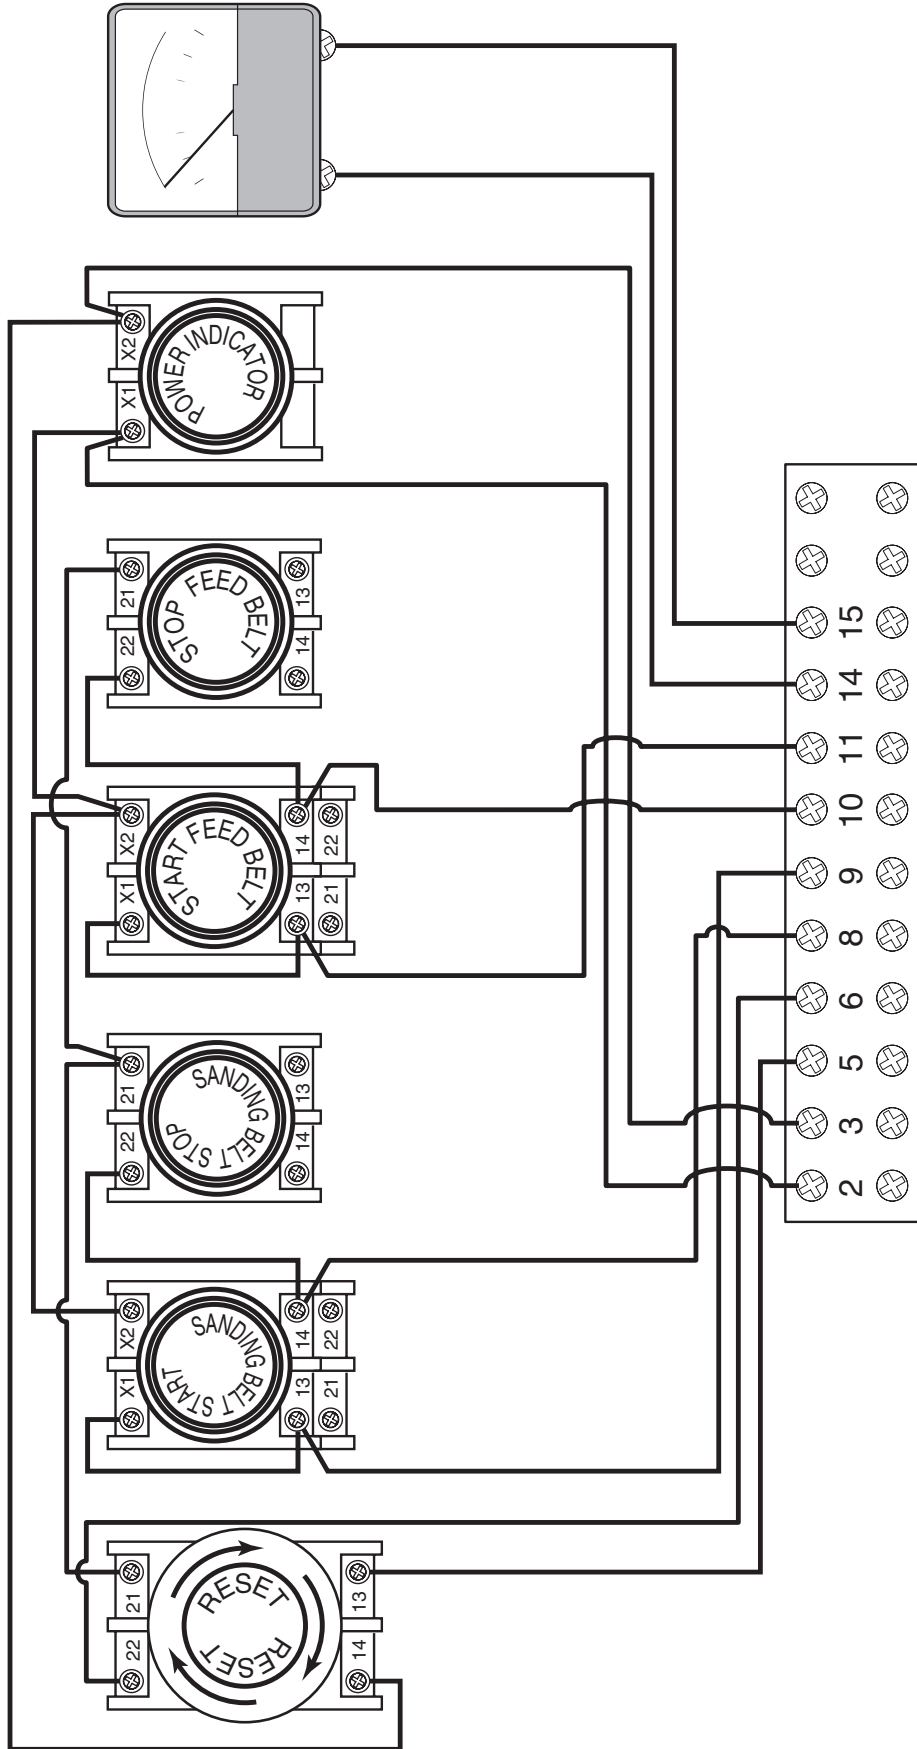 X2
X1
POWER INDICATOR
21
22
13
14
STOP FEED BELT
X2
X1
14
13
22
21
START FEED BELT
21
22
13
14
SANDING BELT STOP
X2
X1
14
13
22
21
SANDING BELT START
21
22
13
14
RESET
RESET
15
14
11
10
9
8
6
5
3
2